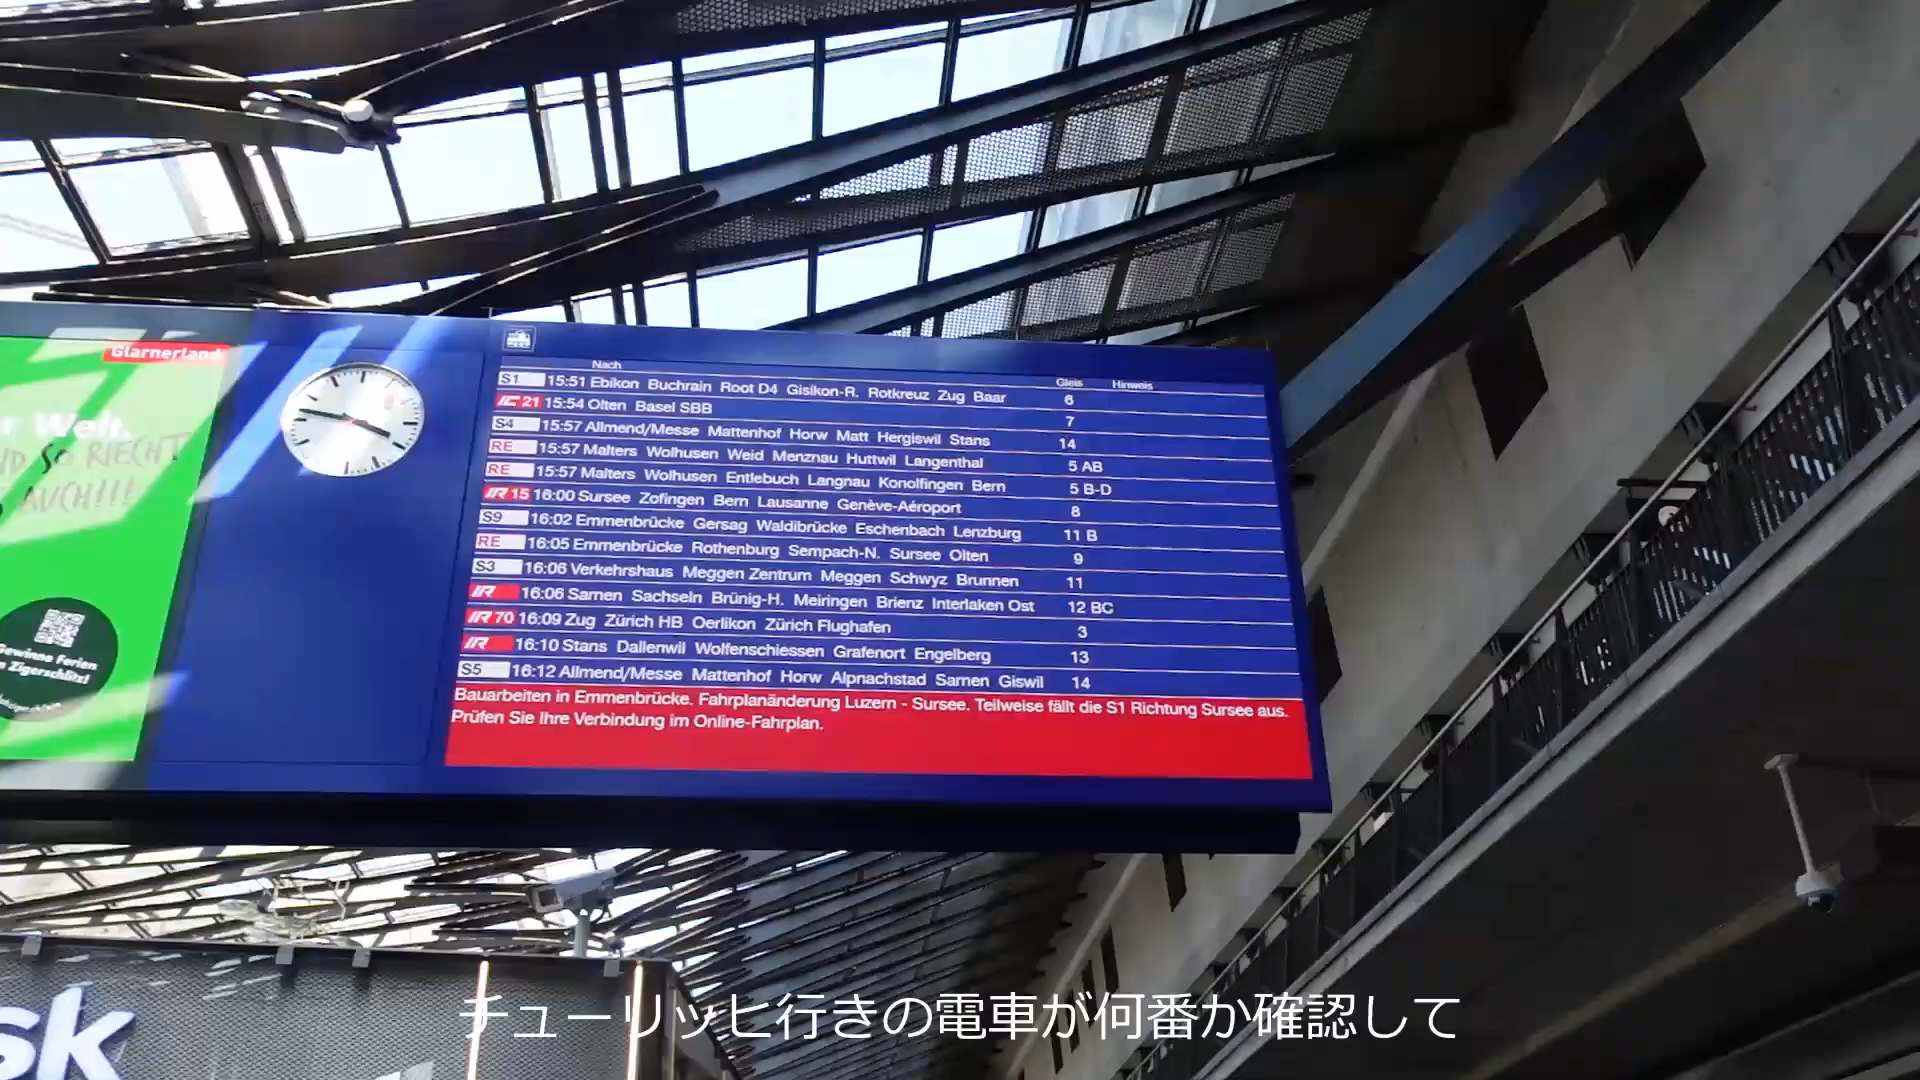 Glarnerland
r Welt.
ND SO RIECHT
AUCH!!!
Gewinne Ferien
n Zigerschlitz!
Nach Gleis Hinweis
S1 15:51 Ebikon Buchrain Root D4 Gisikon-R. Rotkreuz Zug Baar 6
IC 21 15:54 Olten Basel SBB 7
S4 15:57 Allmend/Messe Mattenhof Horw Matt Hergiswil Stans 14
RE 15:57 Malters Wolhusen Weid Menznau Huttwil Langenthal 5 AB
RE 15:57 Malters Wolhusen Entlebuch Langnau Konolfingen Bern 5 B-D
IR 15 16:00 Sursee Zofingen Bern Lausanne Genève-Aéroport 8
S9 16:02 Emmenbrücke Gersag Waldibrücke Eschenbach Lenzburg 11 B
RE 16:05 Emmenbrücke Rothenburg Sempach-N. Sursee Olten 9
S3 16:06 Verkehrshaus Meggen Zentrum Meggen Schwyz Brunnen 11
IR 16:06 Sarnen Sachseln Brünig-H. Meiringen Brienz Interlaken Ost 12 BC
IR 70 16:09 Zug Zürich HB Oerlikon Zürich Flughafen 3
IR 16:10 Stans Dallenwil Wolfenschiessen Grafenort Engelberg 13
S5 16:12 Allmend/Messe Mattenhof Horw Alpnachstad Sarnen Giswil 14
Bauarbeiten in Emmenbrücke. Fahrplanänderung Luzern - Sursee. Teilweise fällt die S1 Richtung Sursee aus.
Prüfen Sie Ihre Verbindung im Online-Fahrplan.
sk
チューリッヒ行きの電車が何番か確認して